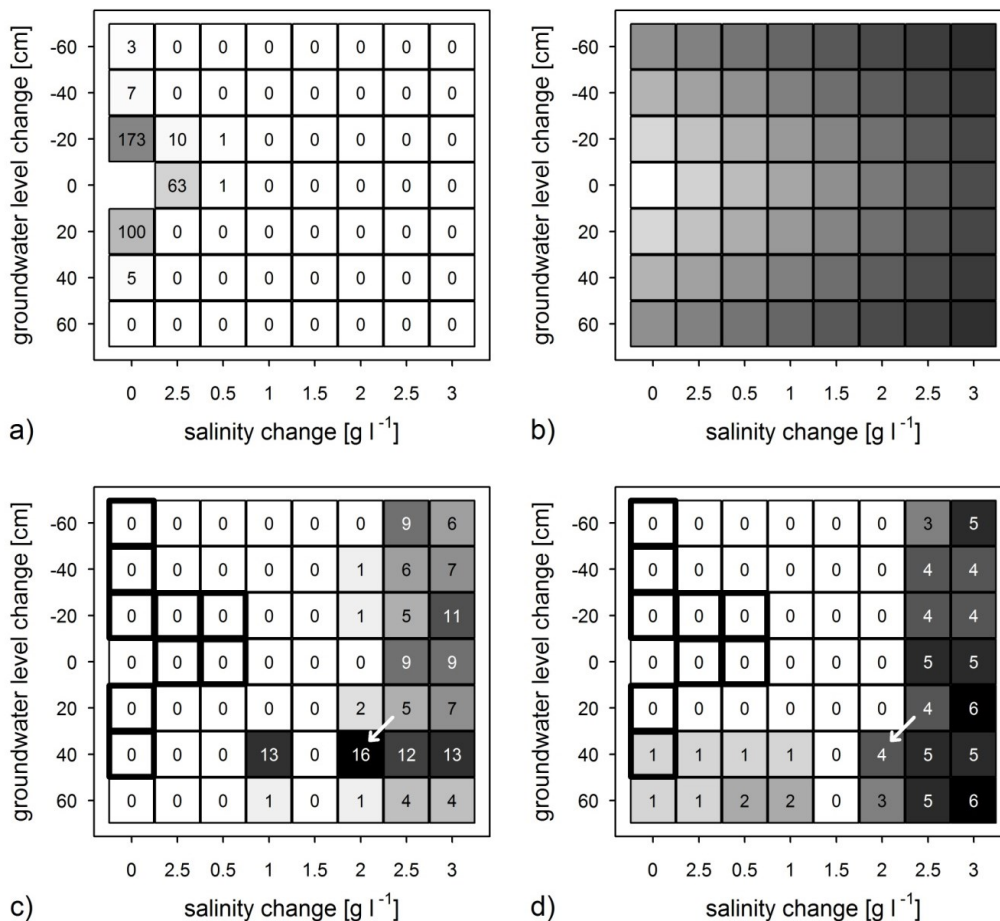 groundwater level change [cm]
-60 3 0 0 0 0 0 0 0
-40 7 0 0 0 0 0 0 0
-20 173 10 1 0 0 0 0 0
0 63 1 0 0 0 0 0
20 100 0 0 0 0 0 0 0
40 5 0 0 0 0 0 0 0
60 0 0 0 0 0 0 0 0
0 2.5 0.5 1 1.5 2 2.5 3
a) salinity change [g l -1]
groundwater level change [cm]
-60
-40
-20
0
20
40
60
0 2.5 0.5 1 1.5 2 2.5 3
b) salinity change [g l -1]
groundwater level change [cm]
-60 0 0 0 0 0 0 9 6
-40 0 0 0 0 0 1 6 7
-20 0 0 0 0 0 1 5 11
0 0 0 0 0 0 0 9 9
20 0 0 0 0 0 2 5 7
40 0 0 0 13 0 16 12 13
60 0 0 0 1 0 1 4 4
0 2.5 0.5 1 1.5 2 2.5 3
c) salinity change [g l -1]
groundwater level change [cm]
-60 0 0 0 0 0 0 3 5
-40 0 0 0 0 0 0 4 4
-20 0 0 0 0 0 0 4 4
0 0 0 0 0 0 0 5 5
20 0 0 0 0 0 0 4 6
40 1 1 1 1 0 4 5 5
60 1 1 2 2 0 3 5 6
0 2.5 0.5 1 1.5 2 2.5 3
d) salinity change [g l -1]